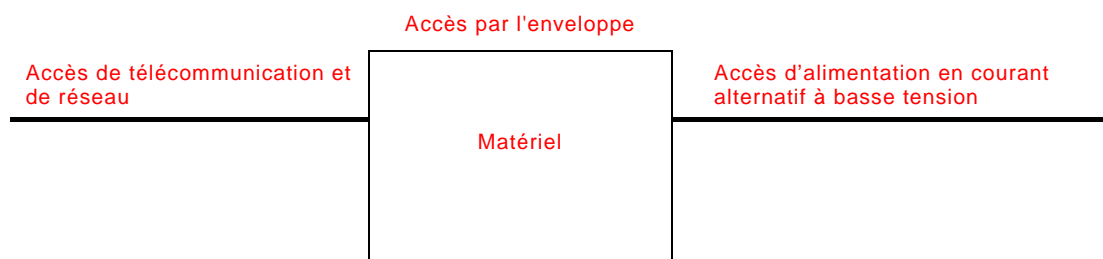 Accès par l'enveloppe
Accès de télécommunication et
de réseau
Accès d’alimentation en courant
alternatif à basse tension
Matériel